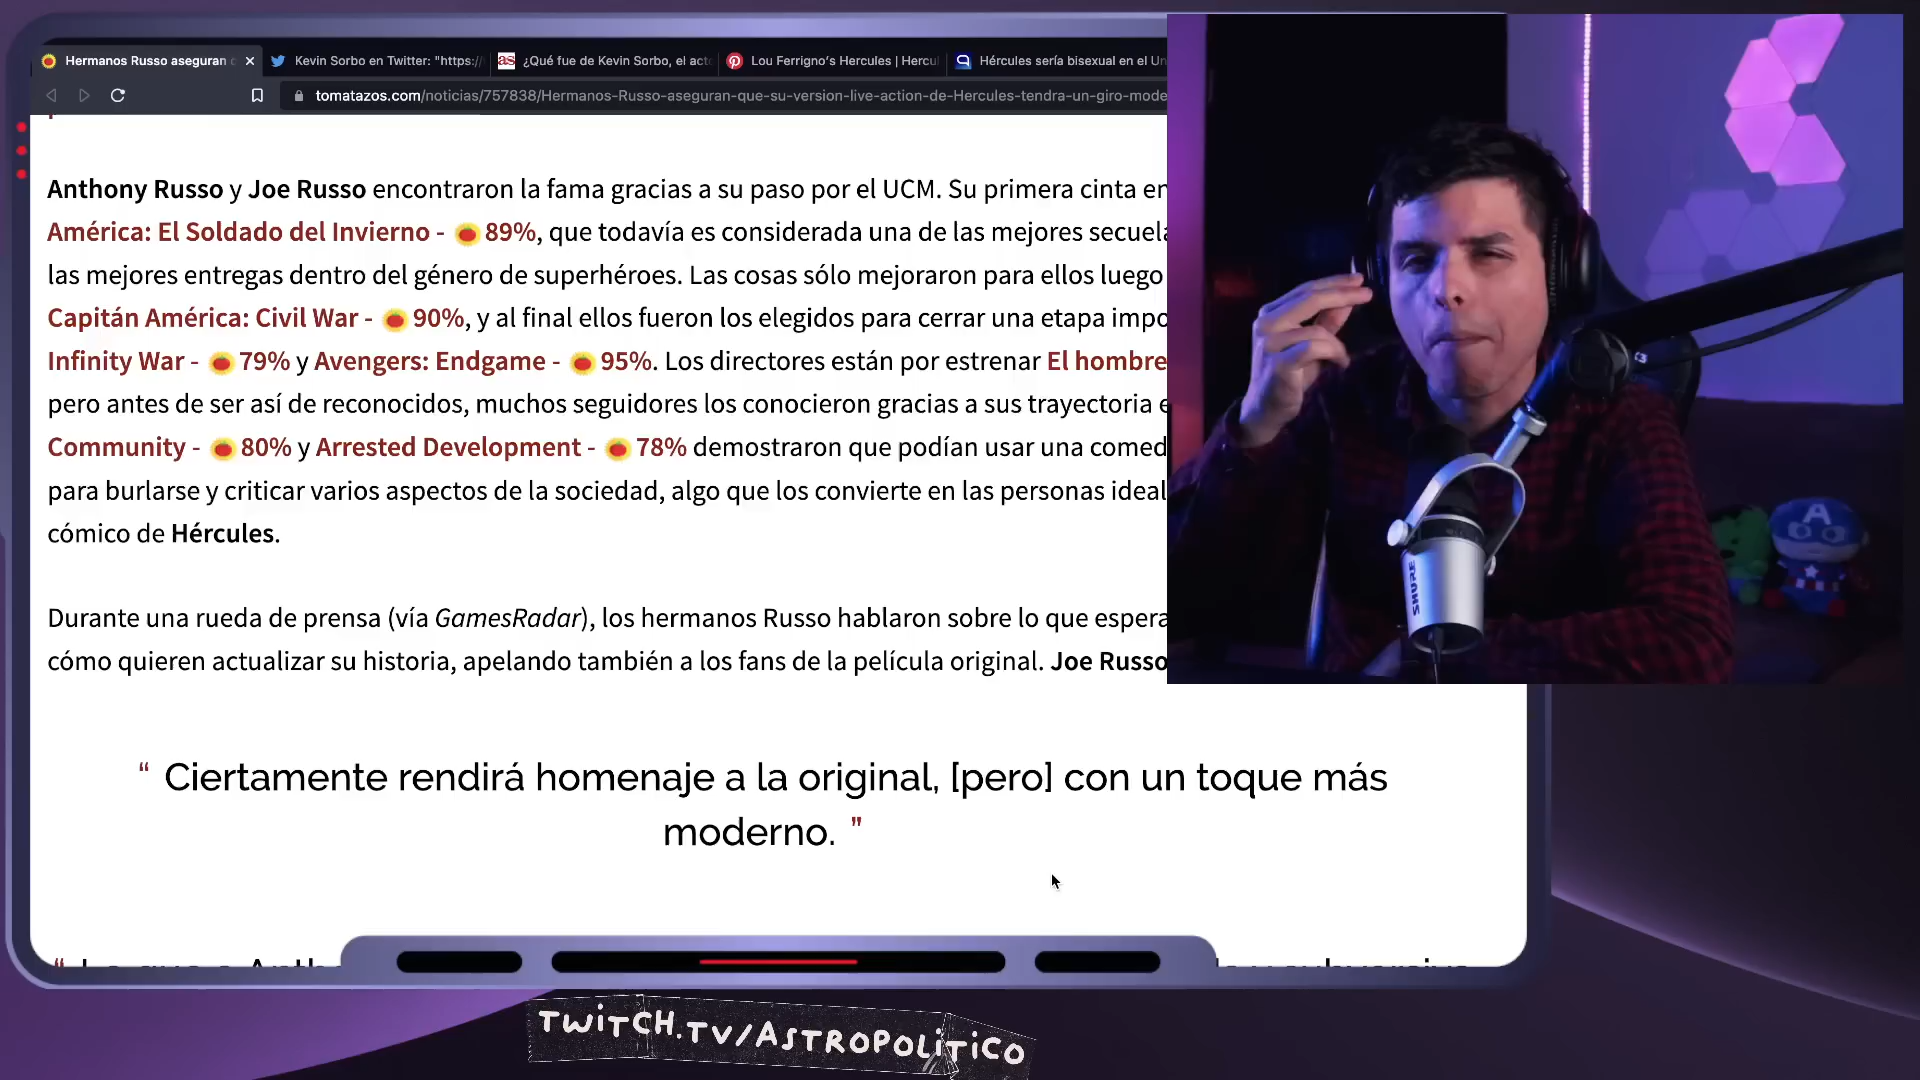 Hermanos Russo aseguran
Kevin Sorbo en Twitter: "https://
as
¿Qué fue de Kevin Sorbo, el act
Lou Ferrigno's Hercules | Hercul
Hércules sería bisexual en el Un
tomatazos.com/noticias/757838/Hermanos-Russo-aseguran-que-su-version-live-action-de-Hercules-tendra-un-giro-mode
Anthony Russo y Joe Russo encontraron la fama gracias a su paso por el UCM. Su primera cinta en
América: El Soldado del Invierno - 89%, que todavía es considerada una de las mejores secuela
las mejores entregas dentro del género de superhéroes. Las cosas sólo mejoraron para ellos luego
Capitán América: Civil War - 90%, y al final ellos fueron los elegidos para cerrar una etapa impo
Infinity War - 79% y Avengers: Endgame - 95%. Los directores están por estrenar El hombre
pero antes de ser así de reconocidos, muchos seguidores los conocieron gracias a sus trayectoria e
Community - 80% y Arrested Development - 78% demostraron que podían usar una comed
para burlarse y criticar varios aspectos de la sociedad, algo que los convierte en las personas ideal
cómico de Hércules.
Durante una rueda de prensa (vía GamesRadar), los hermanos Russo hablaron sobre lo que espera
cómo quieren actualizar su historia, apelando también a los fans de la película original. Joe Russo
“ Ciertamente rendirá homenaje a la original, [pero] con un toque más
moderno. ”
SHURE
A
TWITCH.TV/ASTROPOLITICO